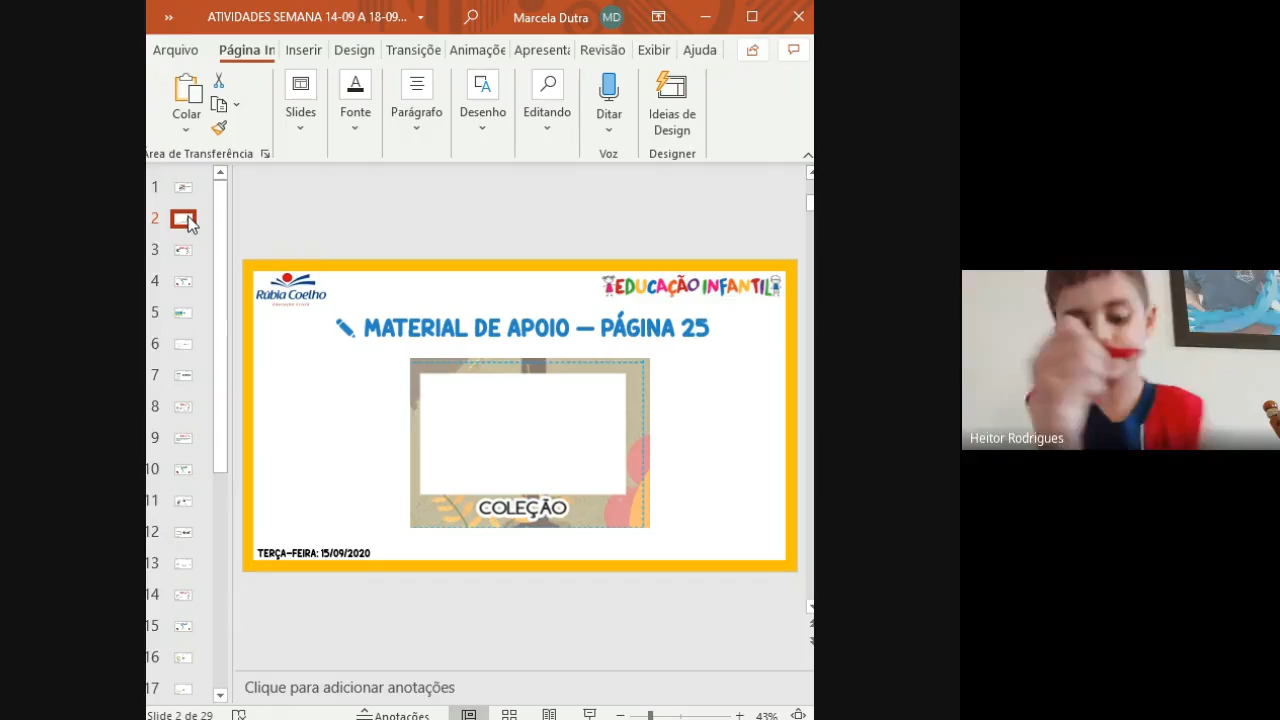 ATIVIDADES SEMANA 14-09 A 18-09...
Marcela Dutra MD
Arquivo Página In Inserir Design Transiçõe Animaçõe Apresenta Revisão Exibir Ajuda
Colar Slides Fonte Parágrafo Desenho Editando Ditar Ideias de Design
Área de Transferência Voz Designer
1
2
3
4
5
6
7
8
9
10
11
12
13
14
15
16
17
Rúbia Coelho
EDUCAÇÃO INFANTIL
MATERIAL DE APOIO – PÁGINA 25
COLEÇÃO
TERÇA-FEIRA: 15/09/2020
Heitor Rodrigues
Clique para adicionar anotações
Slide 2 de 29 Anotações 43%